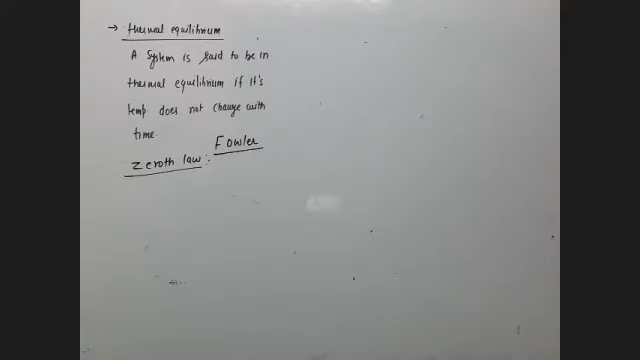 → thermal equilibrium
A System is said to be in
thermal equilibrium if it's
temp does not change with
time.
Zeroth law :- Fowler